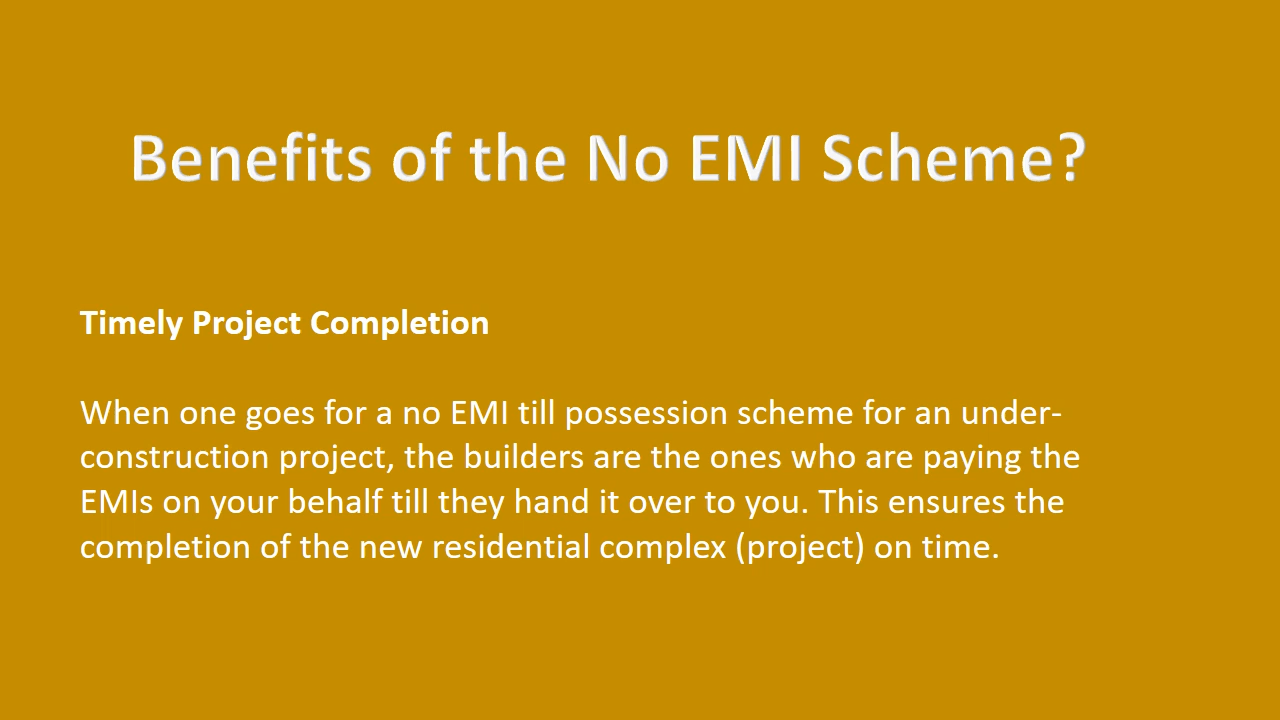 Benefits of the No EMI Scheme?
Timely Project Completion
When one goes for a no EMI till possession scheme for an under-
construction project, the builders are the ones who are paying the
EMIs on your behalf till they hand it over to you. This ensures the
completion of the new residential complex (project) on time.